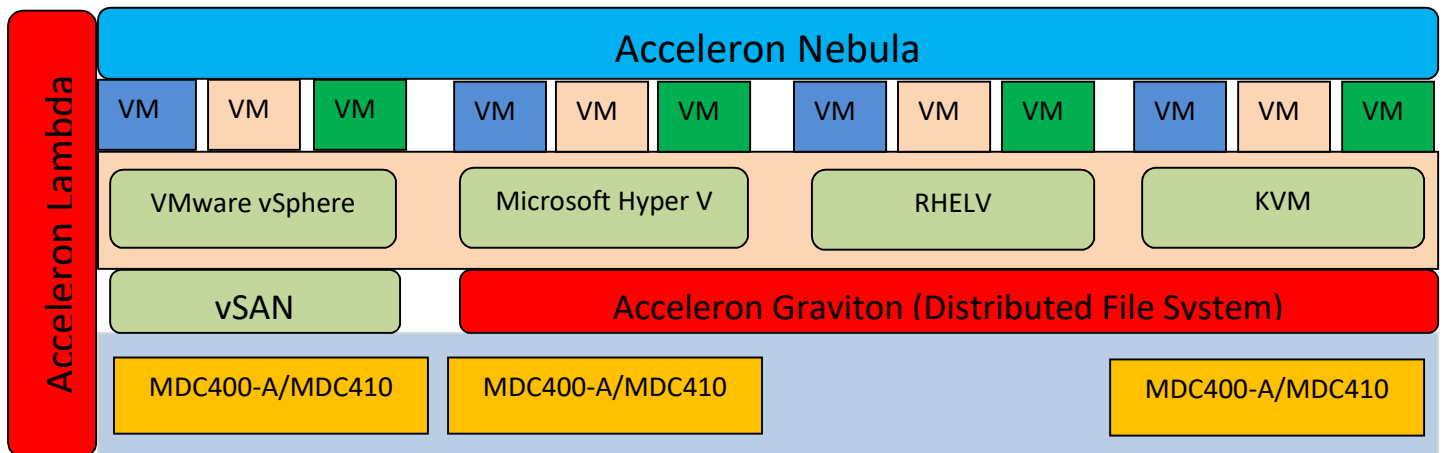 Acceleron Lambda
Acceleron Nebula
VM VM VM VM VM VM VM VM VM VM VM VM
VMware vSphere Microsoft Hyper V RHELV KVM
vSAN Acceleron Graviton (Distributed File System)
MDC400-A/MDC410 MDC400-A/MDC410 MDC400-A/MDC410